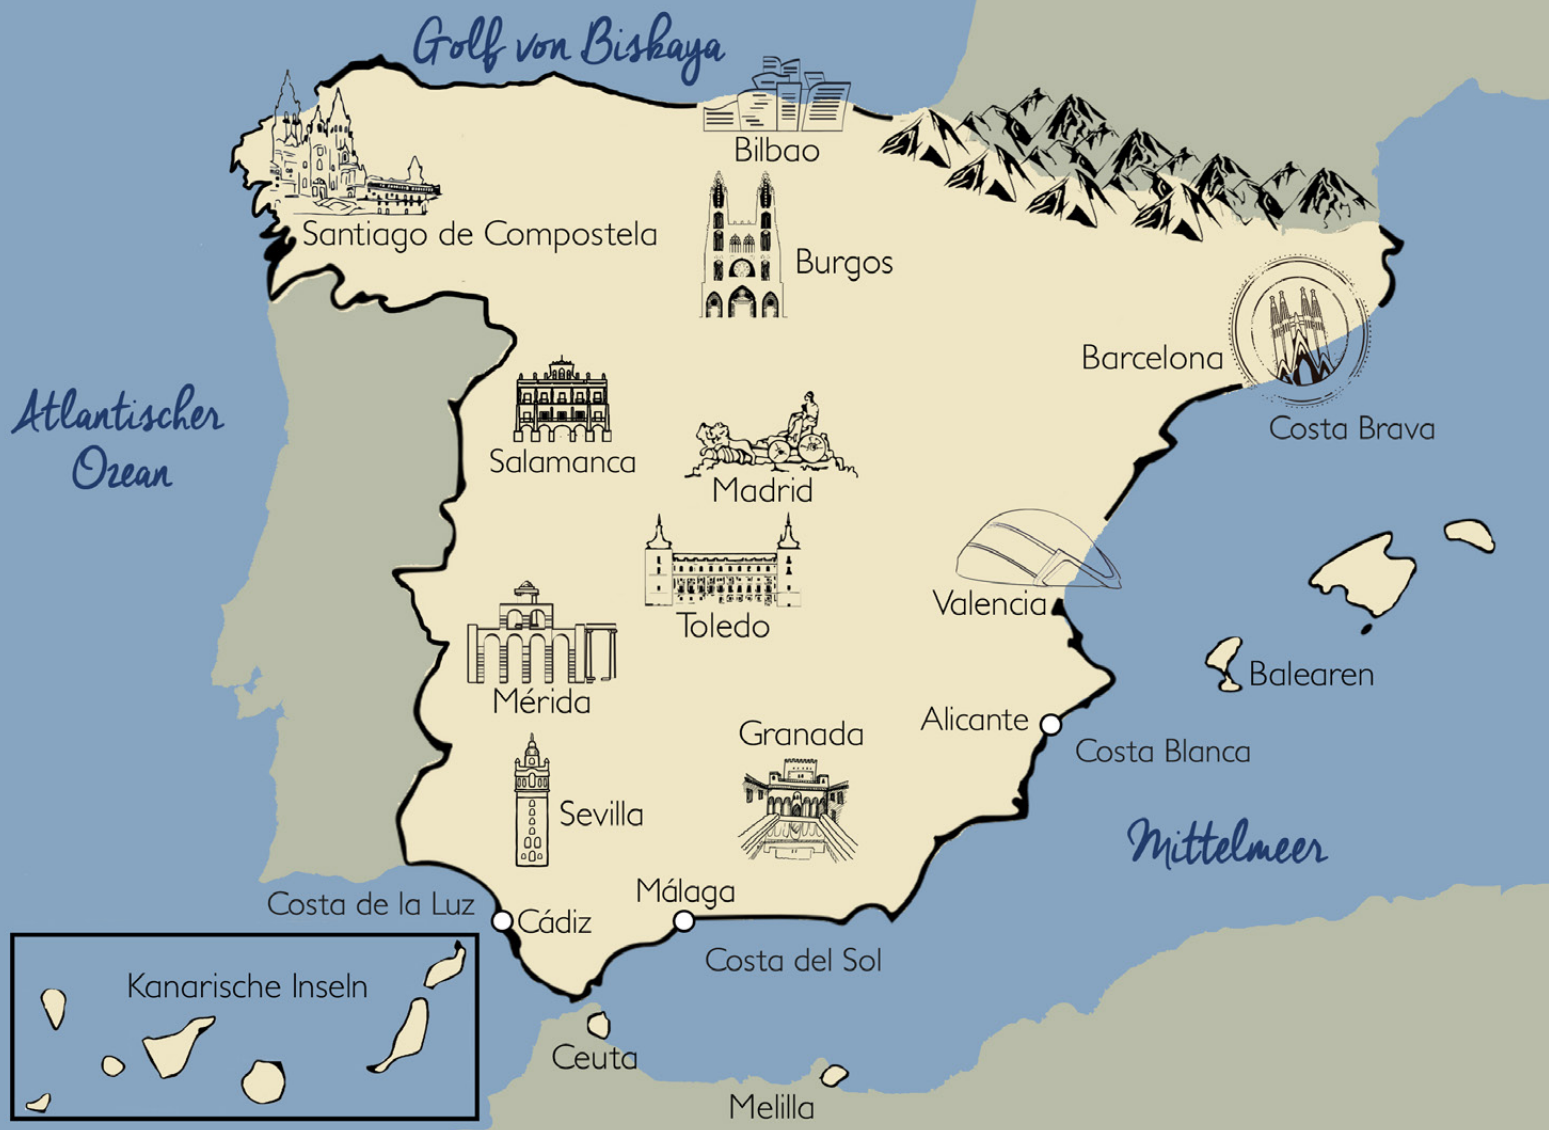 Golf von Biskaya
Bilbao
Santiago de Compostela
Burgos
Barcelona
Atlantischer
Ozean
Costa Brava
Salamanca
Madrid
Valencia
Toledo
Balearen
Mérida
Alicante
Granada
Costa Blanca
Sevilla
Mittelmeer
Málaga
Costa de la Luz
Cádiz
Costa del Sol
Kanarische Inseln
Ceuta
Melilla